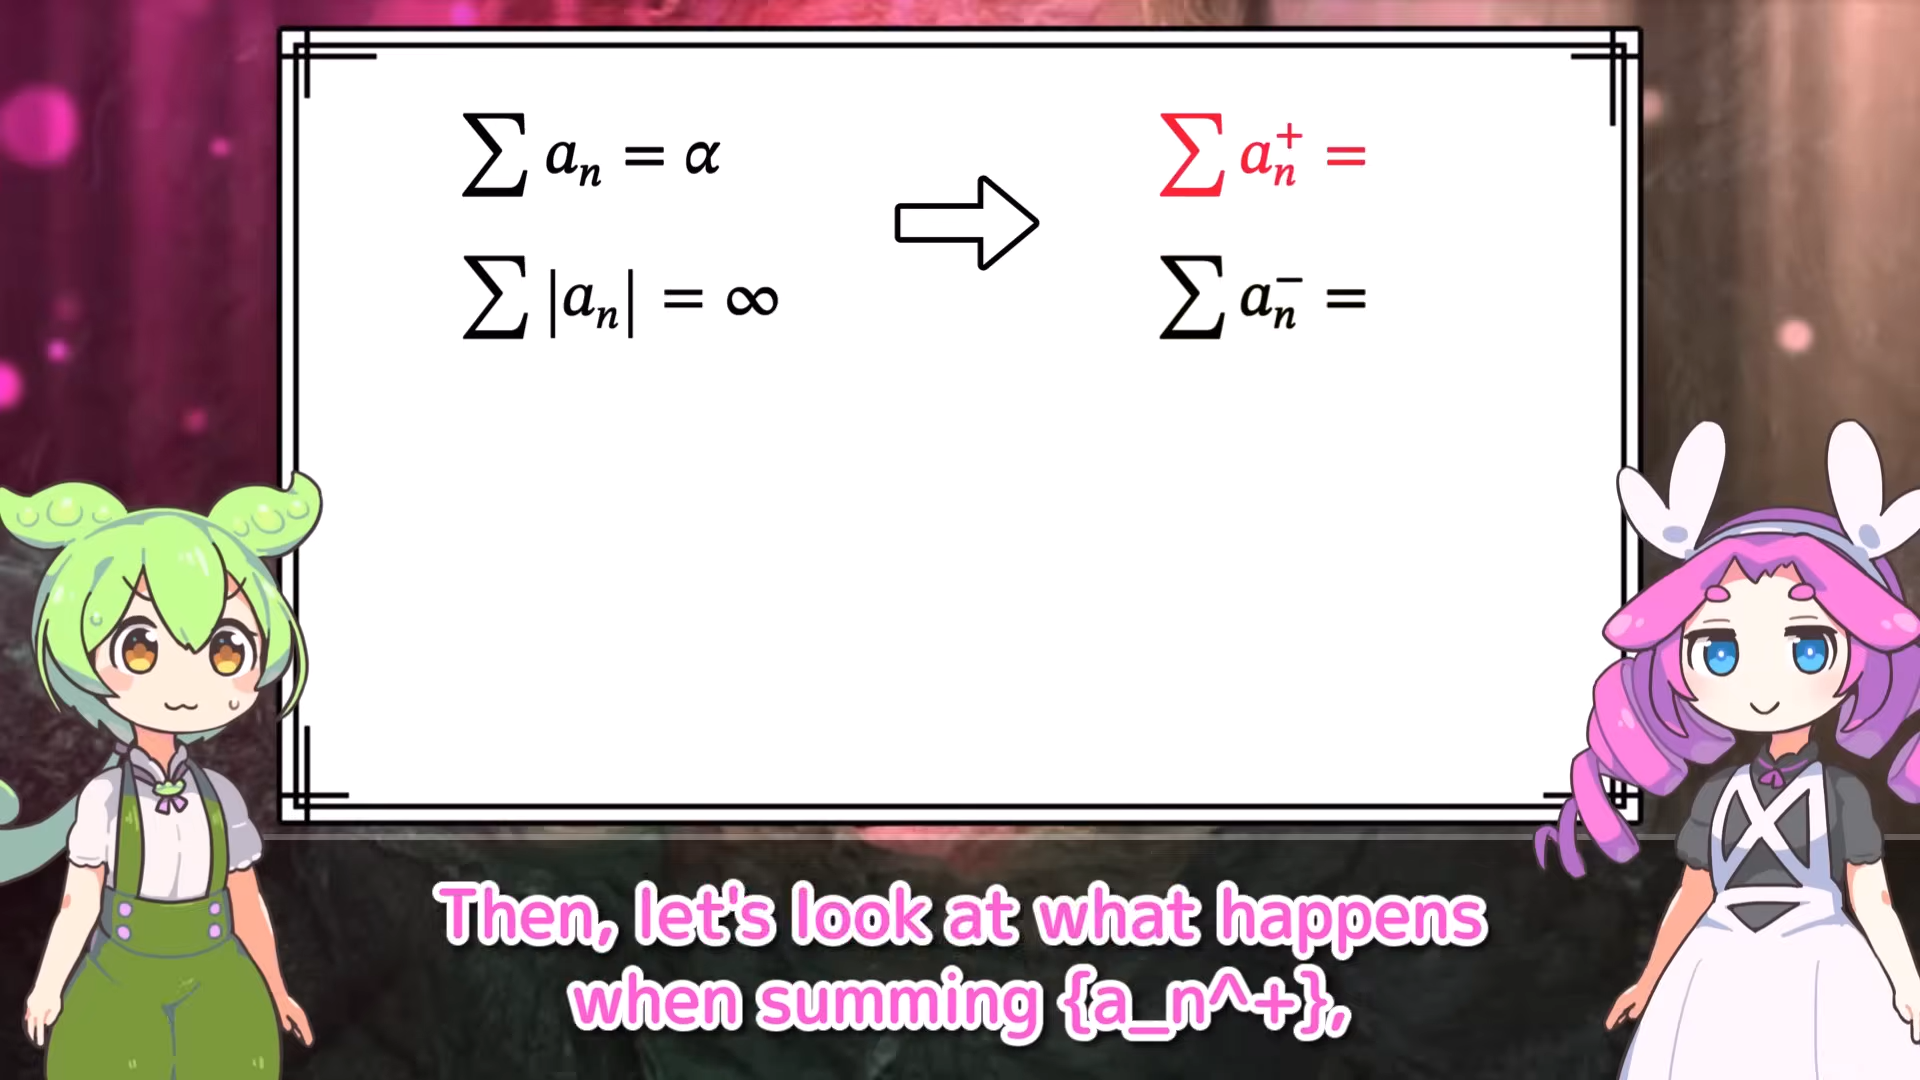 ∑ aₙ = α
∑ aₙ⁺ =
∑ |aₙ| = ∞
∑ aₙ⁻ =
Then, let's look at what happens
when summing {a_n^+},